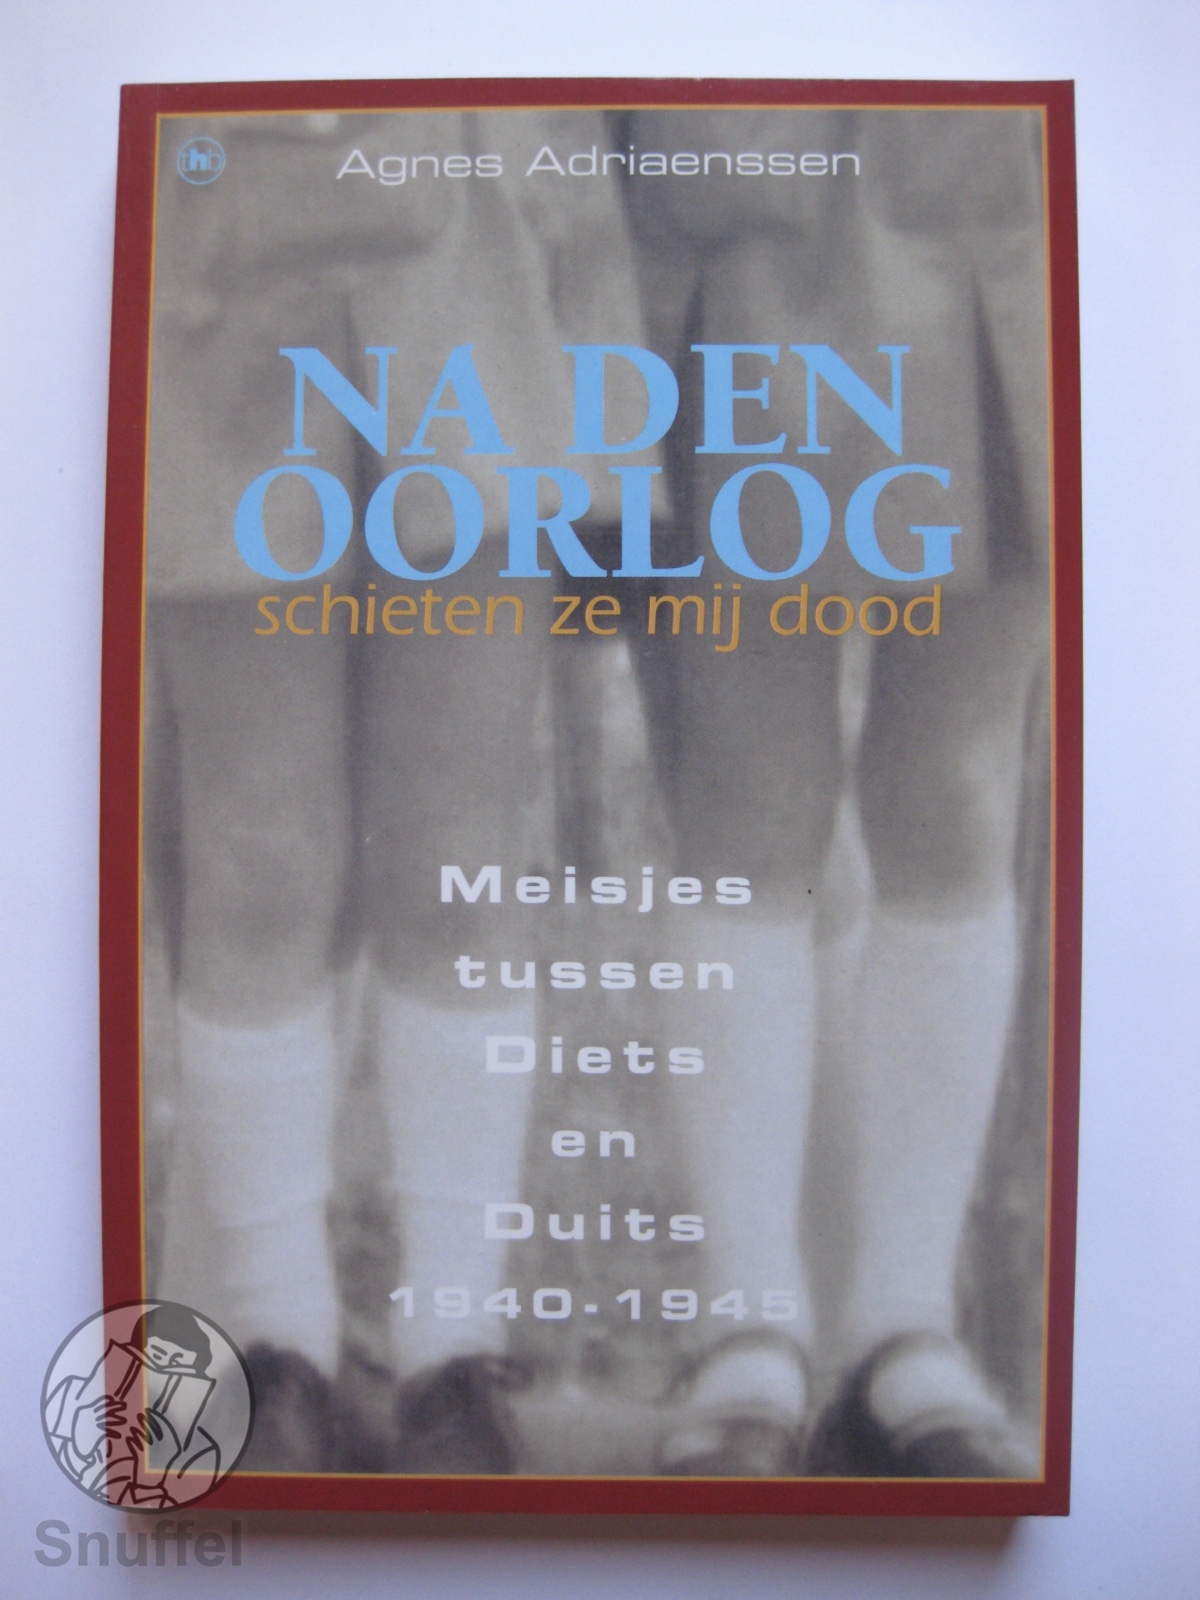 thb
Agnes Adriaenssen
NA DEN
OORLOG
schieten ze mij dood
Meisjes
tussen
Diets
en
Duits
1940-1945
Snuffel